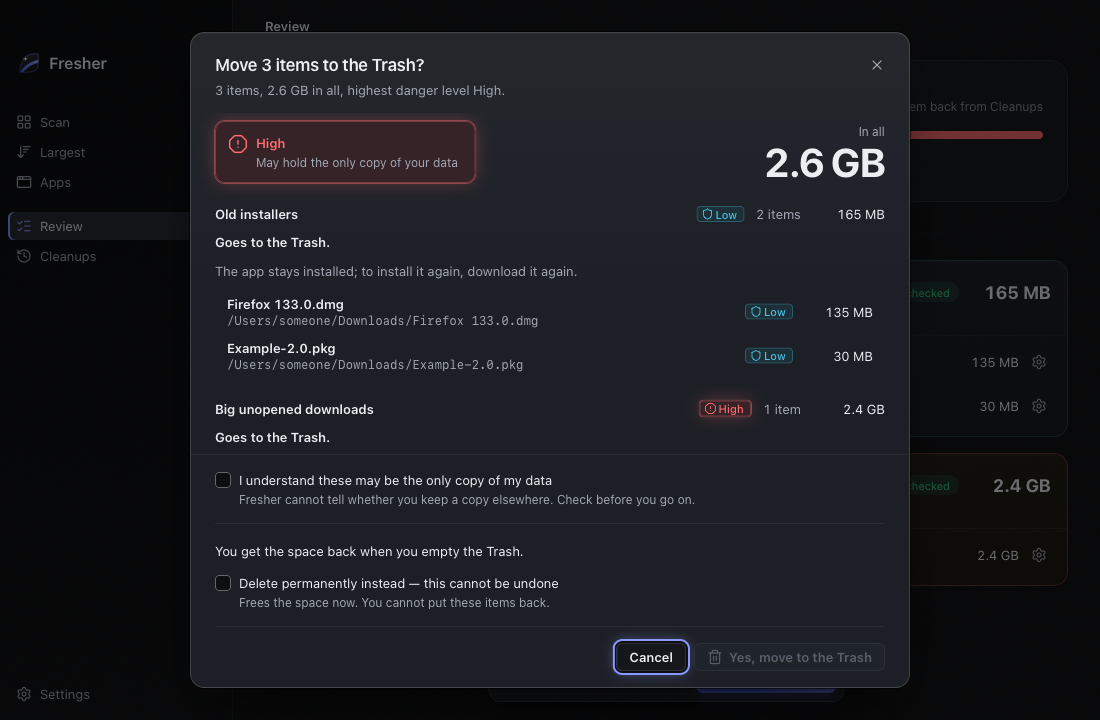 Review
Fresher
Scan
Largest
Apps
Review
Cleanups
Settings
Move 3 items to the Trash?
3 items, 2.6 GB in all, highest danger level High.
High
May hold the only copy of your data
In all
2.6 GB
Old installers
Low
2 items
165 MB
Goes to the Trash.
The app stays installed; to install it again, download it again.
Firefox 133.0.dmg
/Users/someone/Downloads/Firefox 133.0.dmg
Low
135 MB
Example-2.0.pkg
/Users/someone/Downloads/Example-2.0.pkg
Low
30 MB
Big unopened downloads
High
1 item
2.4 GB
Goes to the Trash.
I understand these may be the only copy of my data
Fresher cannot tell whether you keep a copy elsewhere. Check before you go on.
You get the space back when you empty the Trash.
Delete permanently instead — this cannot be undone
Frees the space now. You cannot put these items back.
Cancel
Yes, move to the Trash
back from Cleanups
165 MB
135 MB
30 MB
2.4 GB
2.4 GB